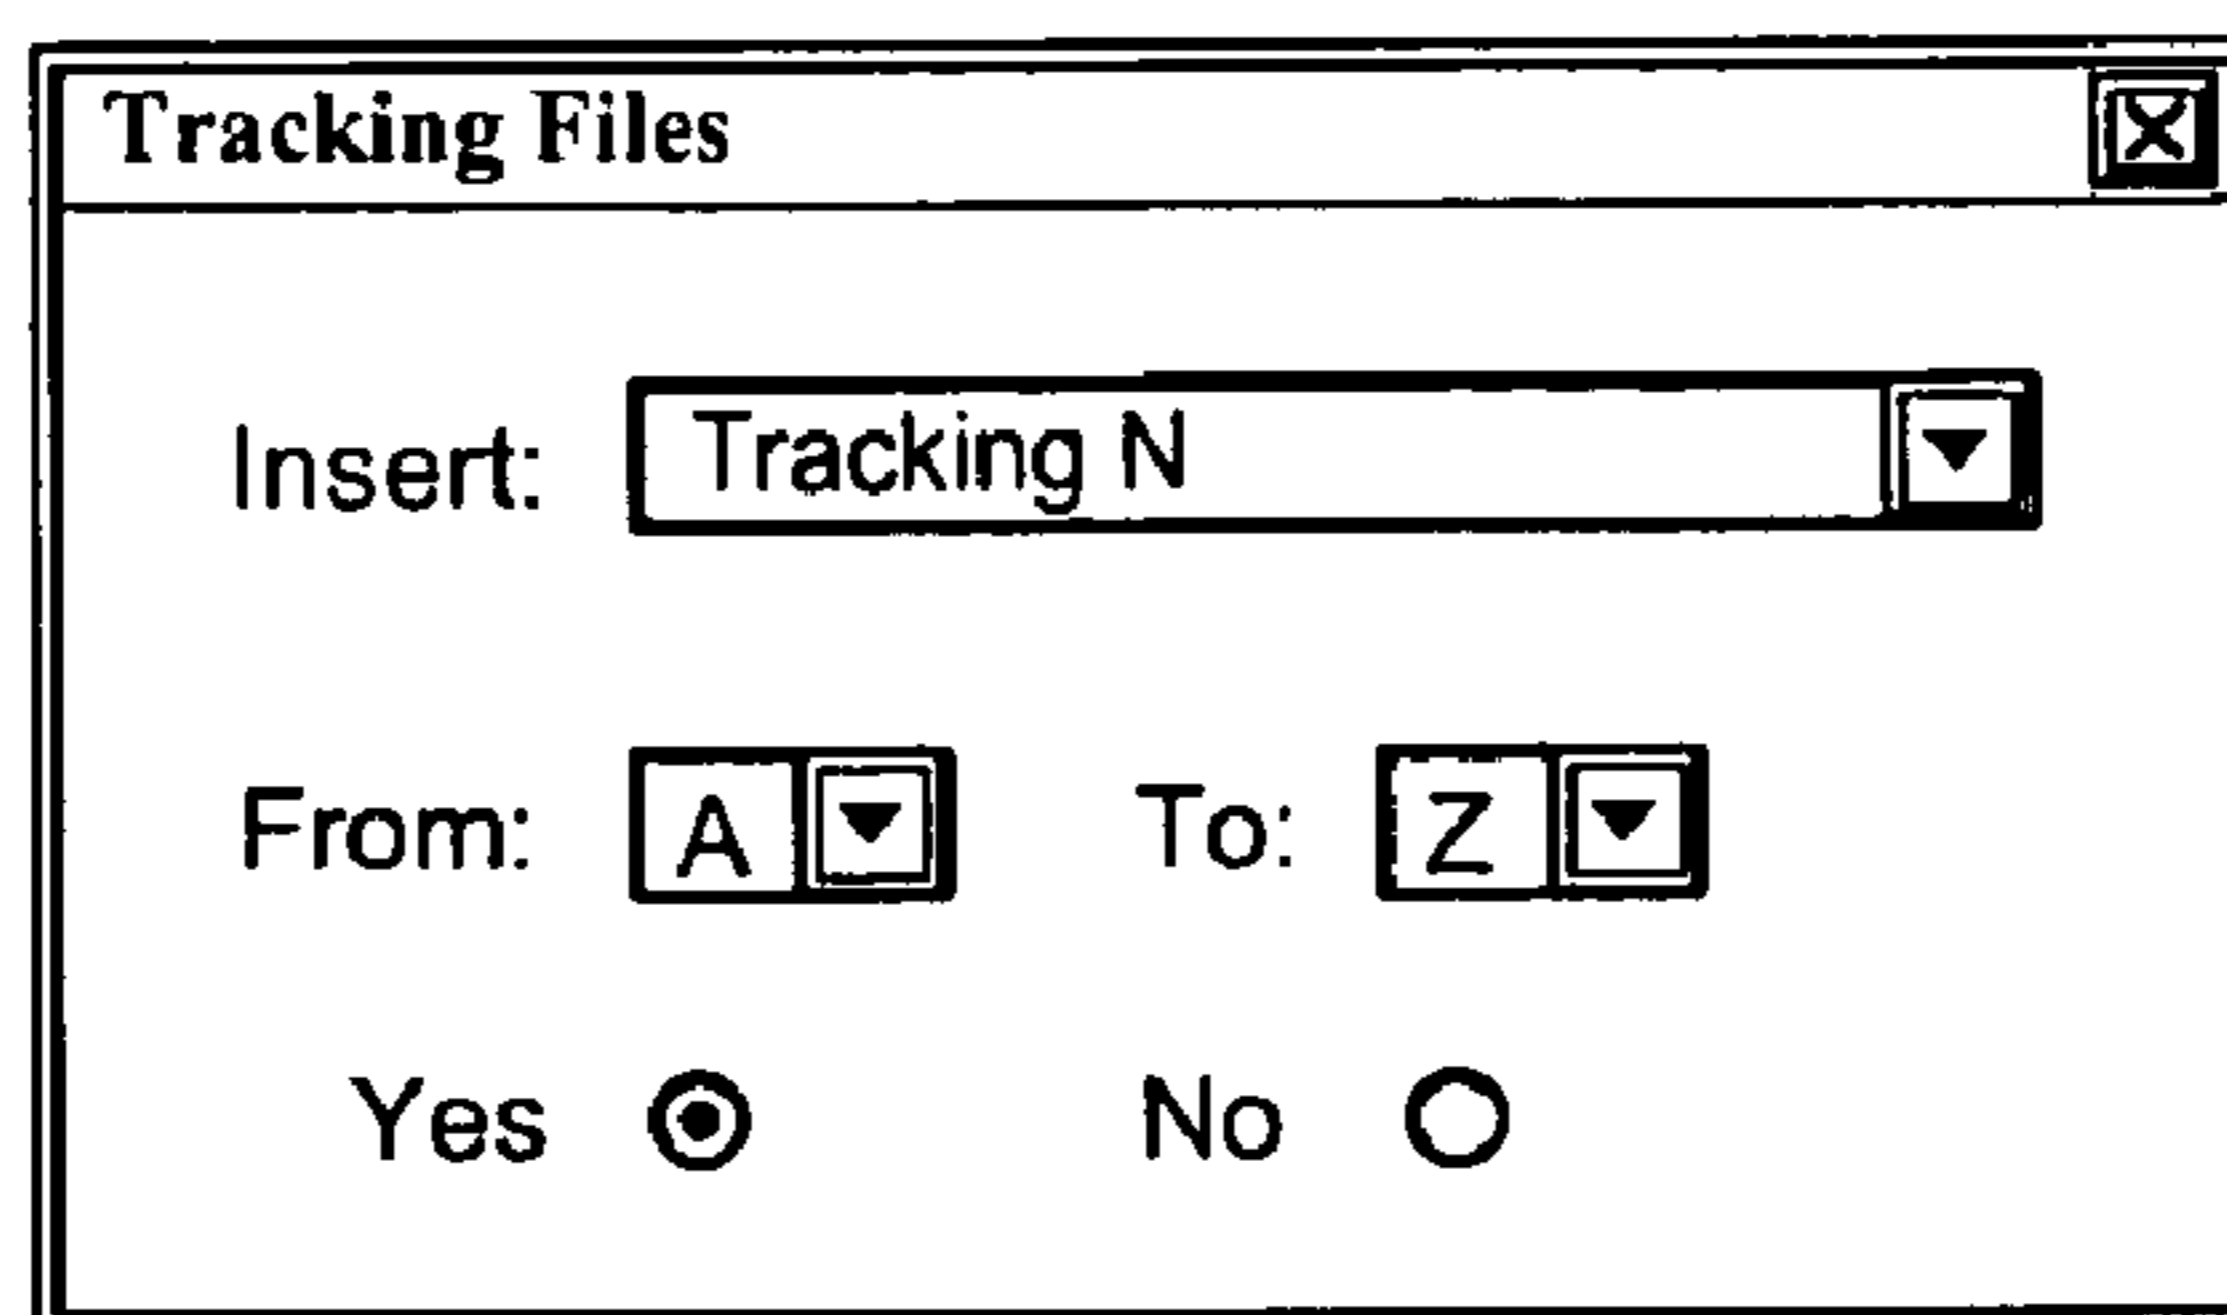 Tracking Files
Insert: Tracking N
From: A To: Z
Yes No